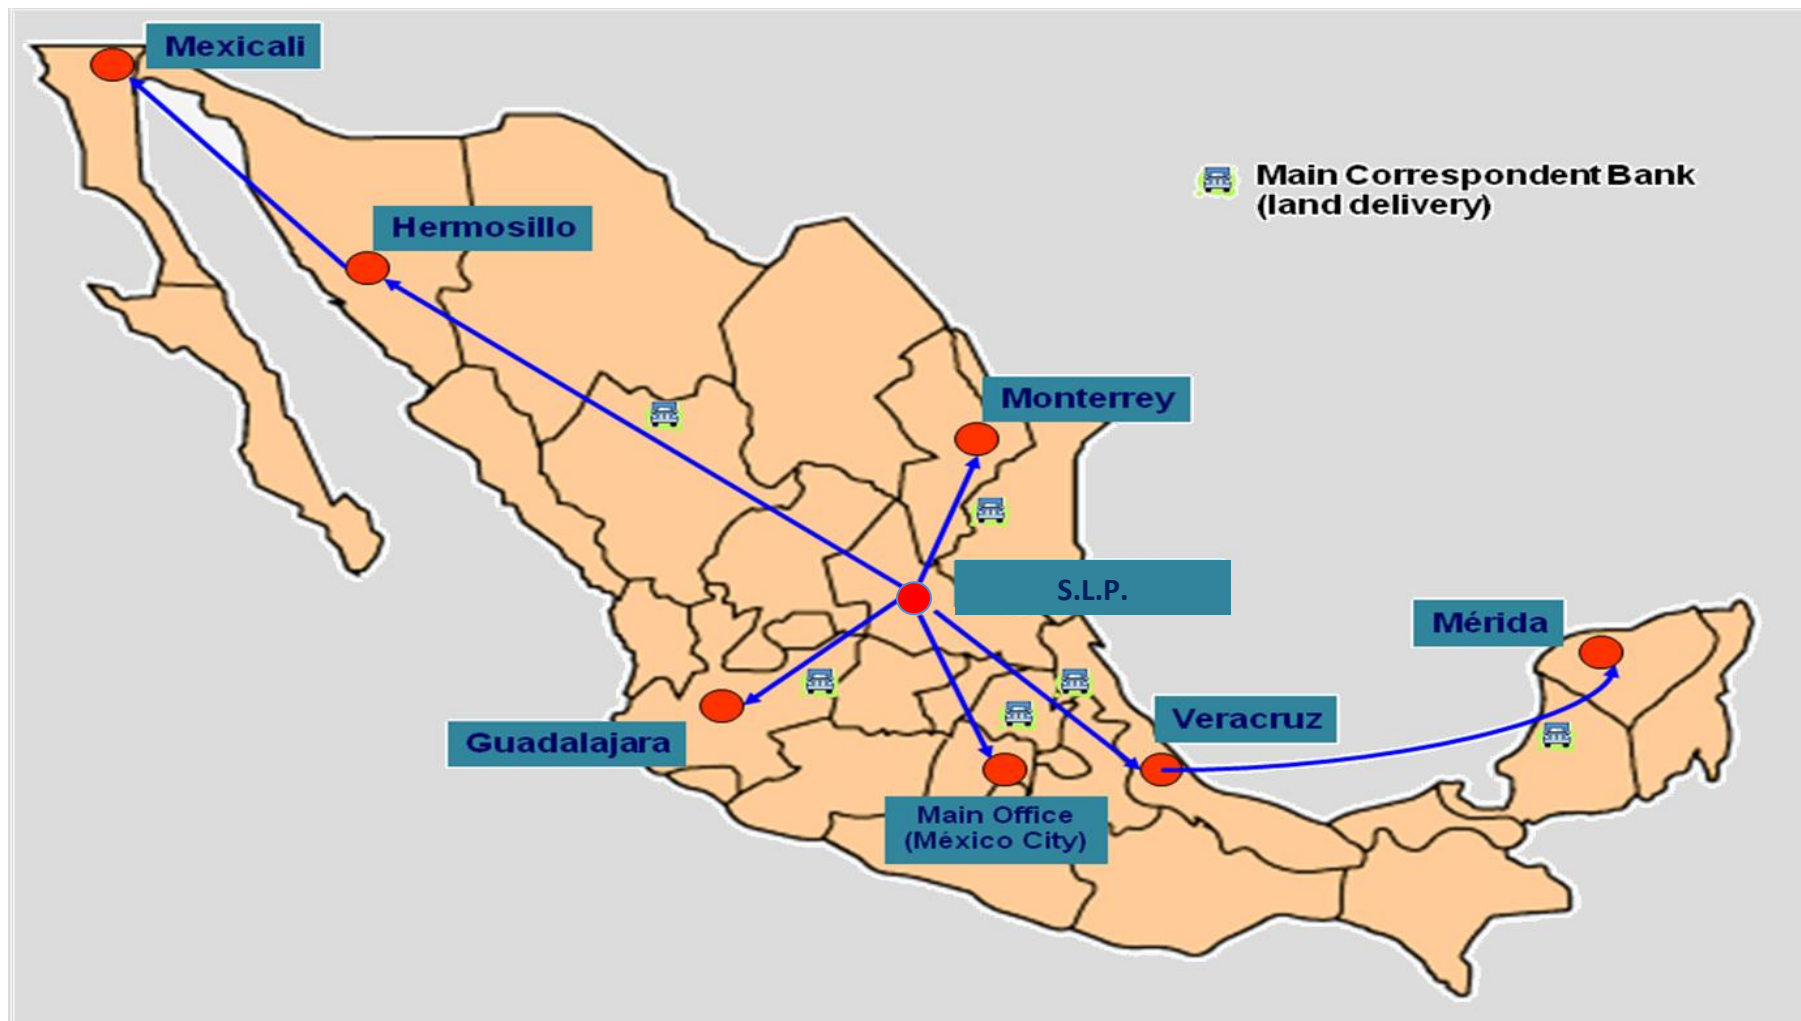 Mexicali
Main Correspondent Bank
(land delivery)
Hermosillo
Monterrey
S.L.P.
Mérida
Veracruz
Guadalajara
Main Office
(México City)